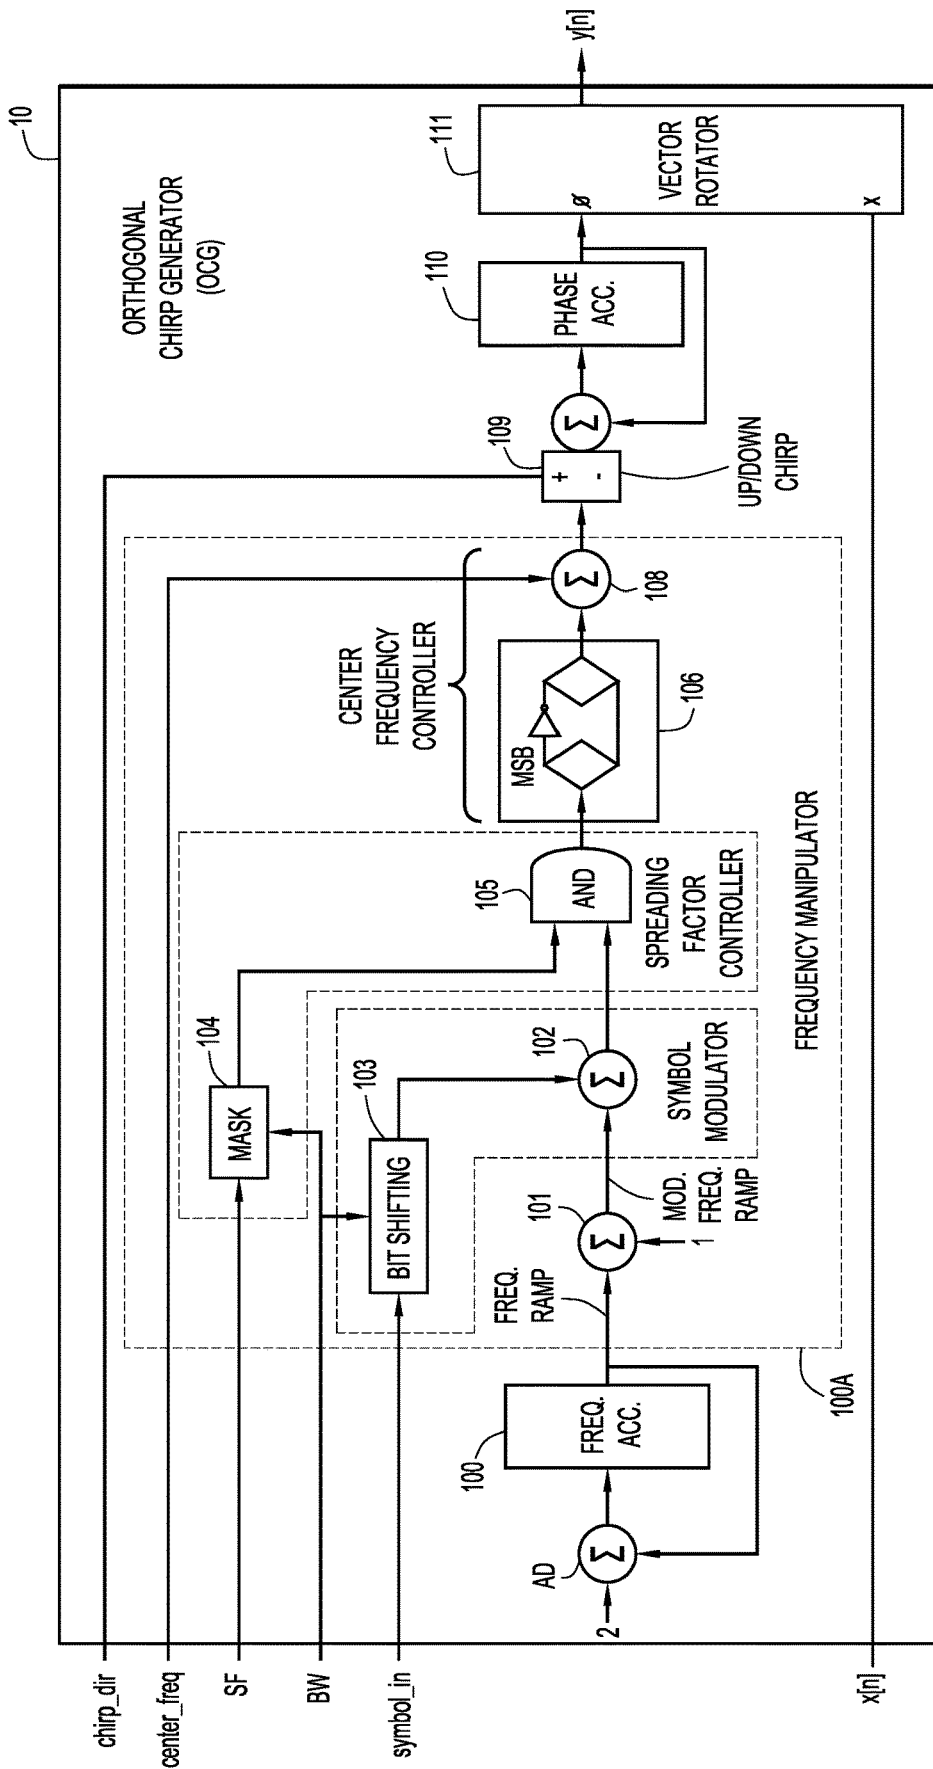 10
ORTHOGONAL
CHIRP GENERATOR
(OCG)
chirp_dir
center_freq
SF
BW
symbol_in
x[n]
2
AD
Σ
100
FREQ.
ACC.
FREQ.
RAMP
101
Σ
1
MOD.
FREQ.
RAMP
104
MASK
103
BIT SHIFTING
102
Σ
SYMBOL
MODULATOR
105
AND
SPREADING
FACTOR
CONTROLLER
FREQUENCY MANIPULATOR
100A
CENTER
FREQUENCY
CONTROLLER
MSB
106
Σ
108
109
+
-
UP/DOWN
CHIRP
Σ
110
PHASE
ACC.
111
ø
VECTOR
ROTATOR
x
y[n]